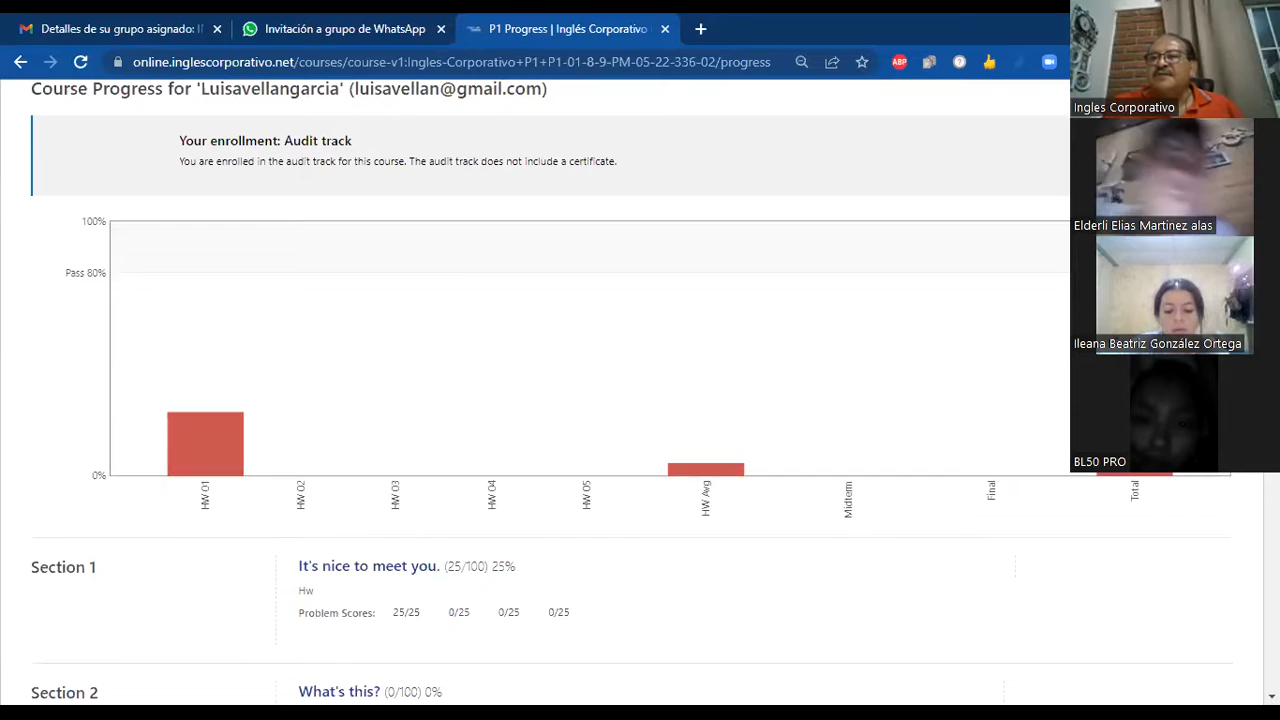 Detalles de su grupo asignado: I
Invitación a grupo de WhatsApp
P1 Progress | Inglés Corporativo
online.inglescorporativo.net/courses/course-v1:Ingles-Corporativo+P1+P1-01-8-9-PM-05-22-336-02/progress
ABP
Course Progress for 'Luisavellangarcia' (luisavellan@gmail.com)
Your enrollment: Audit track
You are enrolled in the audit track for this course. The audit track does not include a certificate.
100%
Pass 80%
0%
HW 01
HW 02
HW 03
HW 04
HW 05
HW Avg
Midterm
Final
Total
Section 1
It's nice to meet you. (25/100) 25%
Hw
Problem Scores: 25/25 0/25 0/25 0/25
Section 2
What's this? (0/100) 0%
Ingles Corporativo
Elderli Elias Martinez alas
Ileana Beatriz González Ortega
BL50 PRO